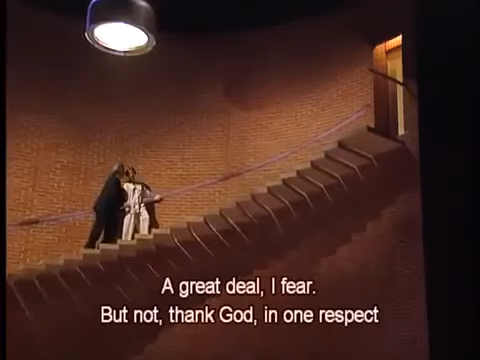 A great deal, I fear.
But not, thank God, in one respect